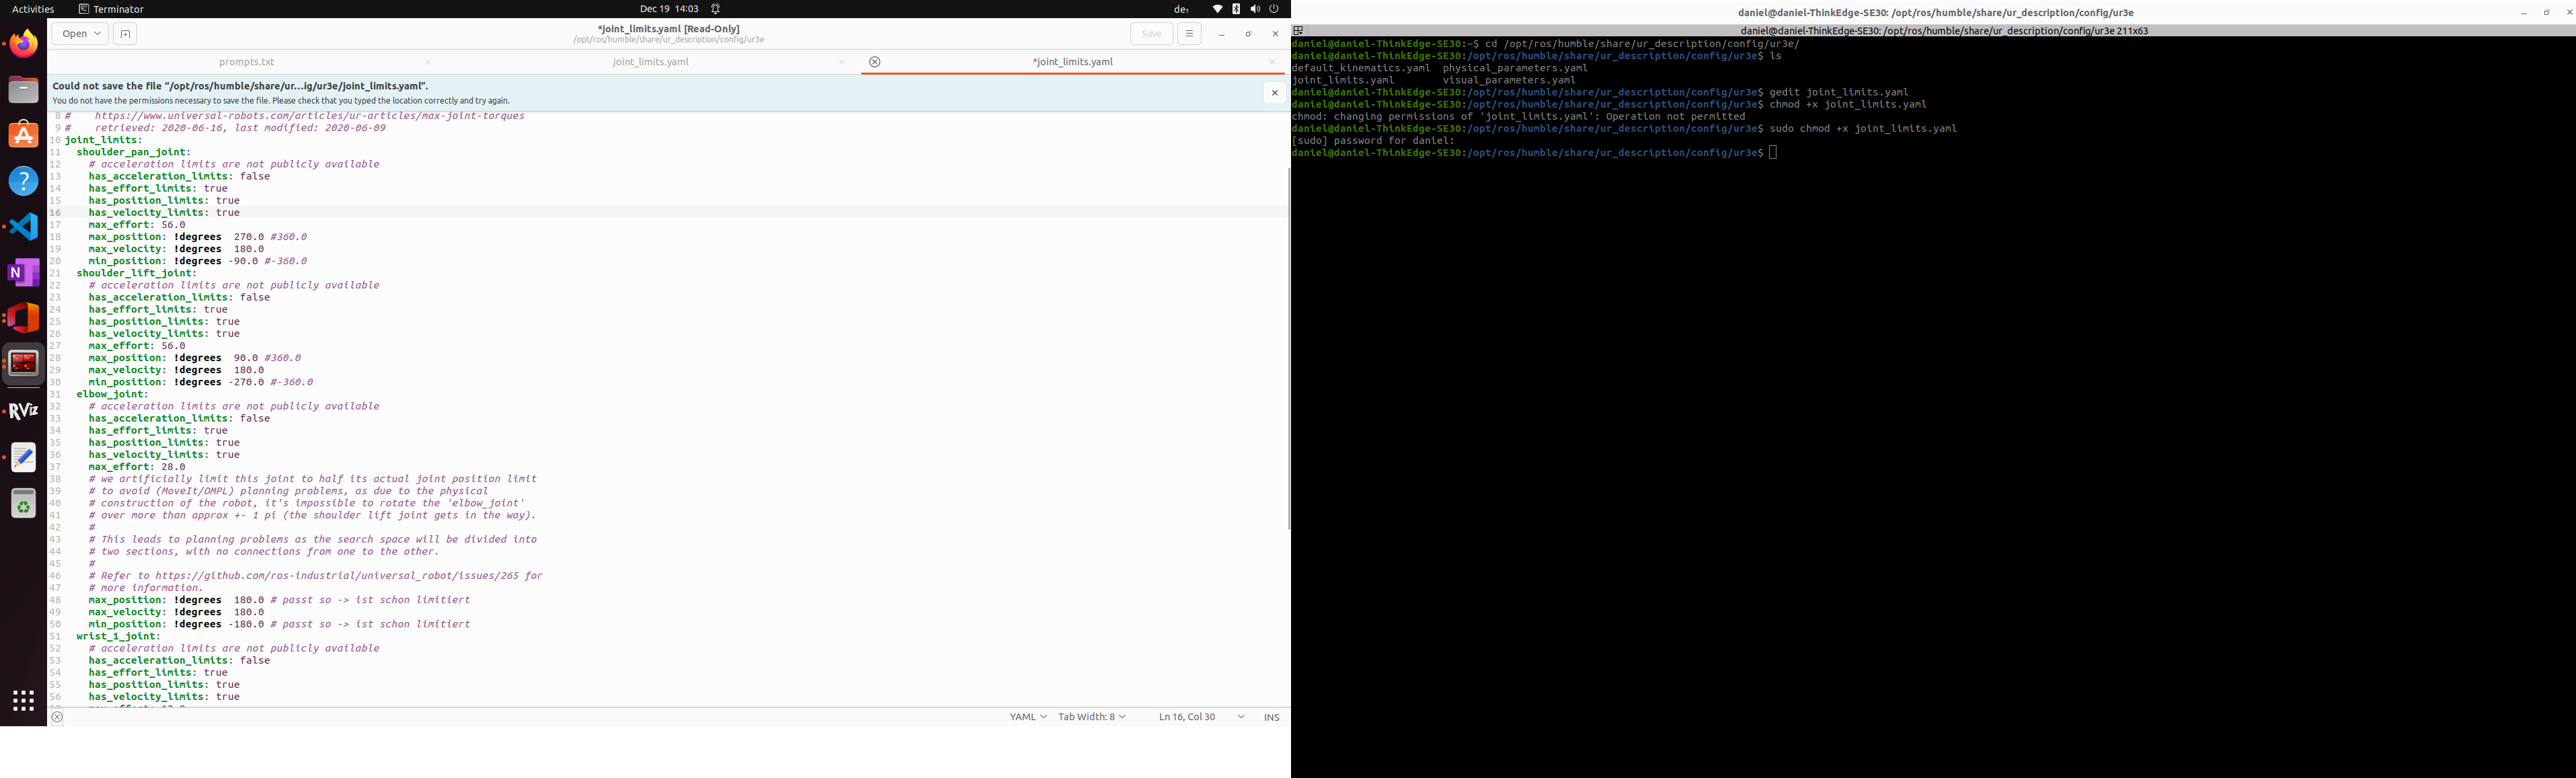 Activities
Terminator
Dec 19 14:03
de₁
Open
*joint_limits.yaml [Read-Only]
/opt/ros/humble/share/ur_description/config/ur3e
Save
prompts.txt
joint_limits.yaml
*joint_limits.yaml
Could not save the file “/opt/ros/humble/share/ur…ig/ur3e/joint_limits.yaml”.
You do not have the permissions necessary to save the file. Please check that you typed the location correctly and try again.
8 #    https://www.universal-robots.com/articles/ur-articles/max-joint-torques
9 #    retrieved: 2020-06-16, last modified: 2020-06-09
10 joint_limits:
11   shoulder_pan_joint:
12     # acceleration limits are not publicly available
13     has_acceleration_limits: false
14     has_effort_limits: true
15     has_position_limits: true
16     has_velocity_limits: true
17     max_effort: 56.0
18     max_position: !degrees  270.0 #360.0
19     max_velocity: !degrees  180.0
20     min_position: !degrees -90.0 #-360.0
21   shoulder_lift_joint:
22     # acceleration limits are not publicly available
23     has_acceleration_limits: false
24     has_effort_limits: true
25     has_position_limits: true
26     has_velocity_limits: true
27     max_effort: 56.0
28     max_position: !degrees  90.0 #360.0
29     max_velocity: !degrees  180.0
30     min_position: !degrees -270.0 #-360.0
31   elbow_joint:
32     # acceleration limits are not publicly available
33     has_acceleration_limits: false
34     has_effort_limits: true
35     has_position_limits: true
36     has_velocity_limits: true
37     max_effort: 28.0
38     # we artificially limit this joint to half its actual joint position limit
39     # to avoid (MoveIt/OMPL) planning problems, as due to the physical
40     # construction of the robot, it's impossible to rotate the 'elbow_joint'
41     # over more than approx +- 1 pi (the shoulder lift joint gets in the way).
42     #
43     # This leads to planning problems as the search space will be divided into
44     # two sections, with no connections from one to the other.
45     #
46     # Refer to https://github.com/ros-industrial/universal_robot/issues/265 for
47     # more information.
48     max_position: !degrees  180.0 # passt so -> ist schon limitiert
49     max_velocity: !degrees  180.0
50     min_position: !degrees -180.0 # passt so -> ist schon limitiert
51   wrist_1_joint:
52     # acceleration limits are not publicly available
53     has_acceleration_limits: false
54     has_effort_limits: true
55     has_position_limits: true
56     has_velocity_limits: true
YAML
Tab Width: 8
Ln 16, Col 30
INS
RViz
N
daniel@daniel-ThinkEdge-SE30: /opt/ros/humble/share/ur_description/config/ur3e
daniel@daniel-ThinkEdge-SE30: /opt/ros/humble/share/ur_description/config/ur3e 211x63
daniel@daniel-ThinkEdge-SE30:~$ cd /opt/ros/humble/share/ur_description/config/ur3e/
daniel@daniel-ThinkEdge-SE30:/opt/ros/humble/share/ur_description/config/ur3e$ ls
default_kinematics.yaml  physical_parameters.yaml
joint_limits.yaml        visual_parameters.yaml
daniel@daniel-ThinkEdge-SE30:/opt/ros/humble/share/ur_description/config/ur3e$ gedit joint_limits.yaml
daniel@daniel-ThinkEdge-SE30:/opt/ros/humble/share/ur_description/config/ur3e$ chmod +x joint_limits.yaml
chmod: changing permissions of 'joint_limits.yaml': Operation not permitted
daniel@daniel-ThinkEdge-SE30:/opt/ros/humble/share/ur_description/config/ur3e$ sudo chmod +x joint_limits.yaml
[sudo] password for daniel:
daniel@daniel-ThinkEdge-SE30:/opt/ros/humble/share/ur_description/config/ur3e$